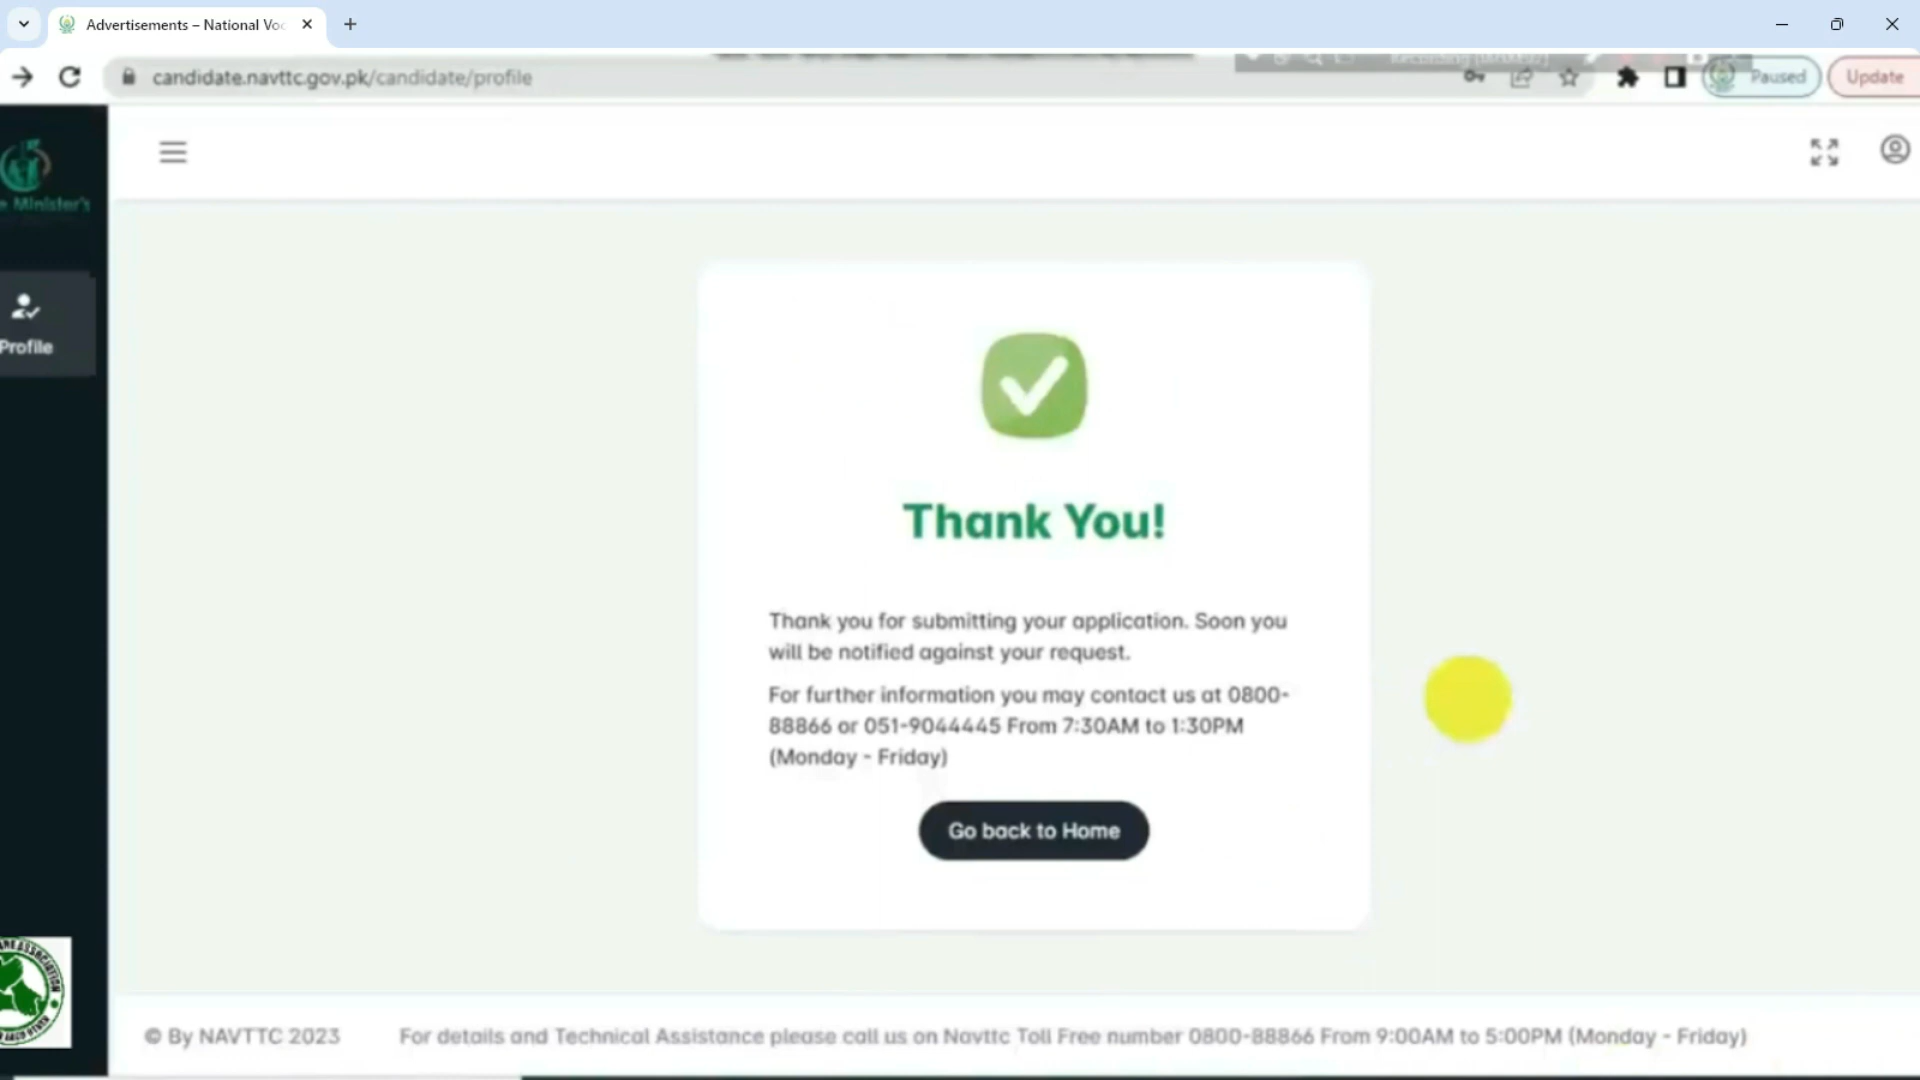 Advertisements – National Voc
candidate.navttc.gov.pk/candidate/profile
Paused
Update
Minister's
Profile
Thank You!
Thank you for submitting your application. Soon you
will be notified against your request.
For further information you may contact us at 0800-
88866 or 051-9044445 From 7:30AM to 1:30PM
(Monday - Friday)
Go back to Home
© By NAVTTC 2023
For details and Technical Assistance please call us on Navttc Toll Free number 0800-88866 From 9:00AM to 5:00PM (Monday - Friday)